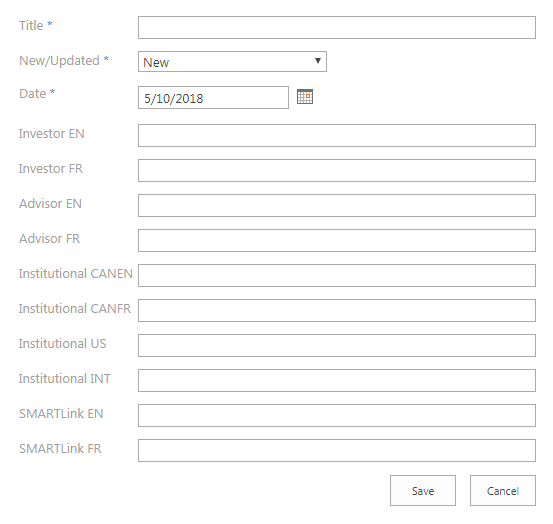 Title *
New/Updated * New
Date * 5/10/2018
Investor EN
Investor FR
Advisor EN
Advisor FR
Institutional CANEN
Institutional CANFR
Institutional US
Institutional INT
SMARTLink EN
SMARTLink FR
Save Cancel